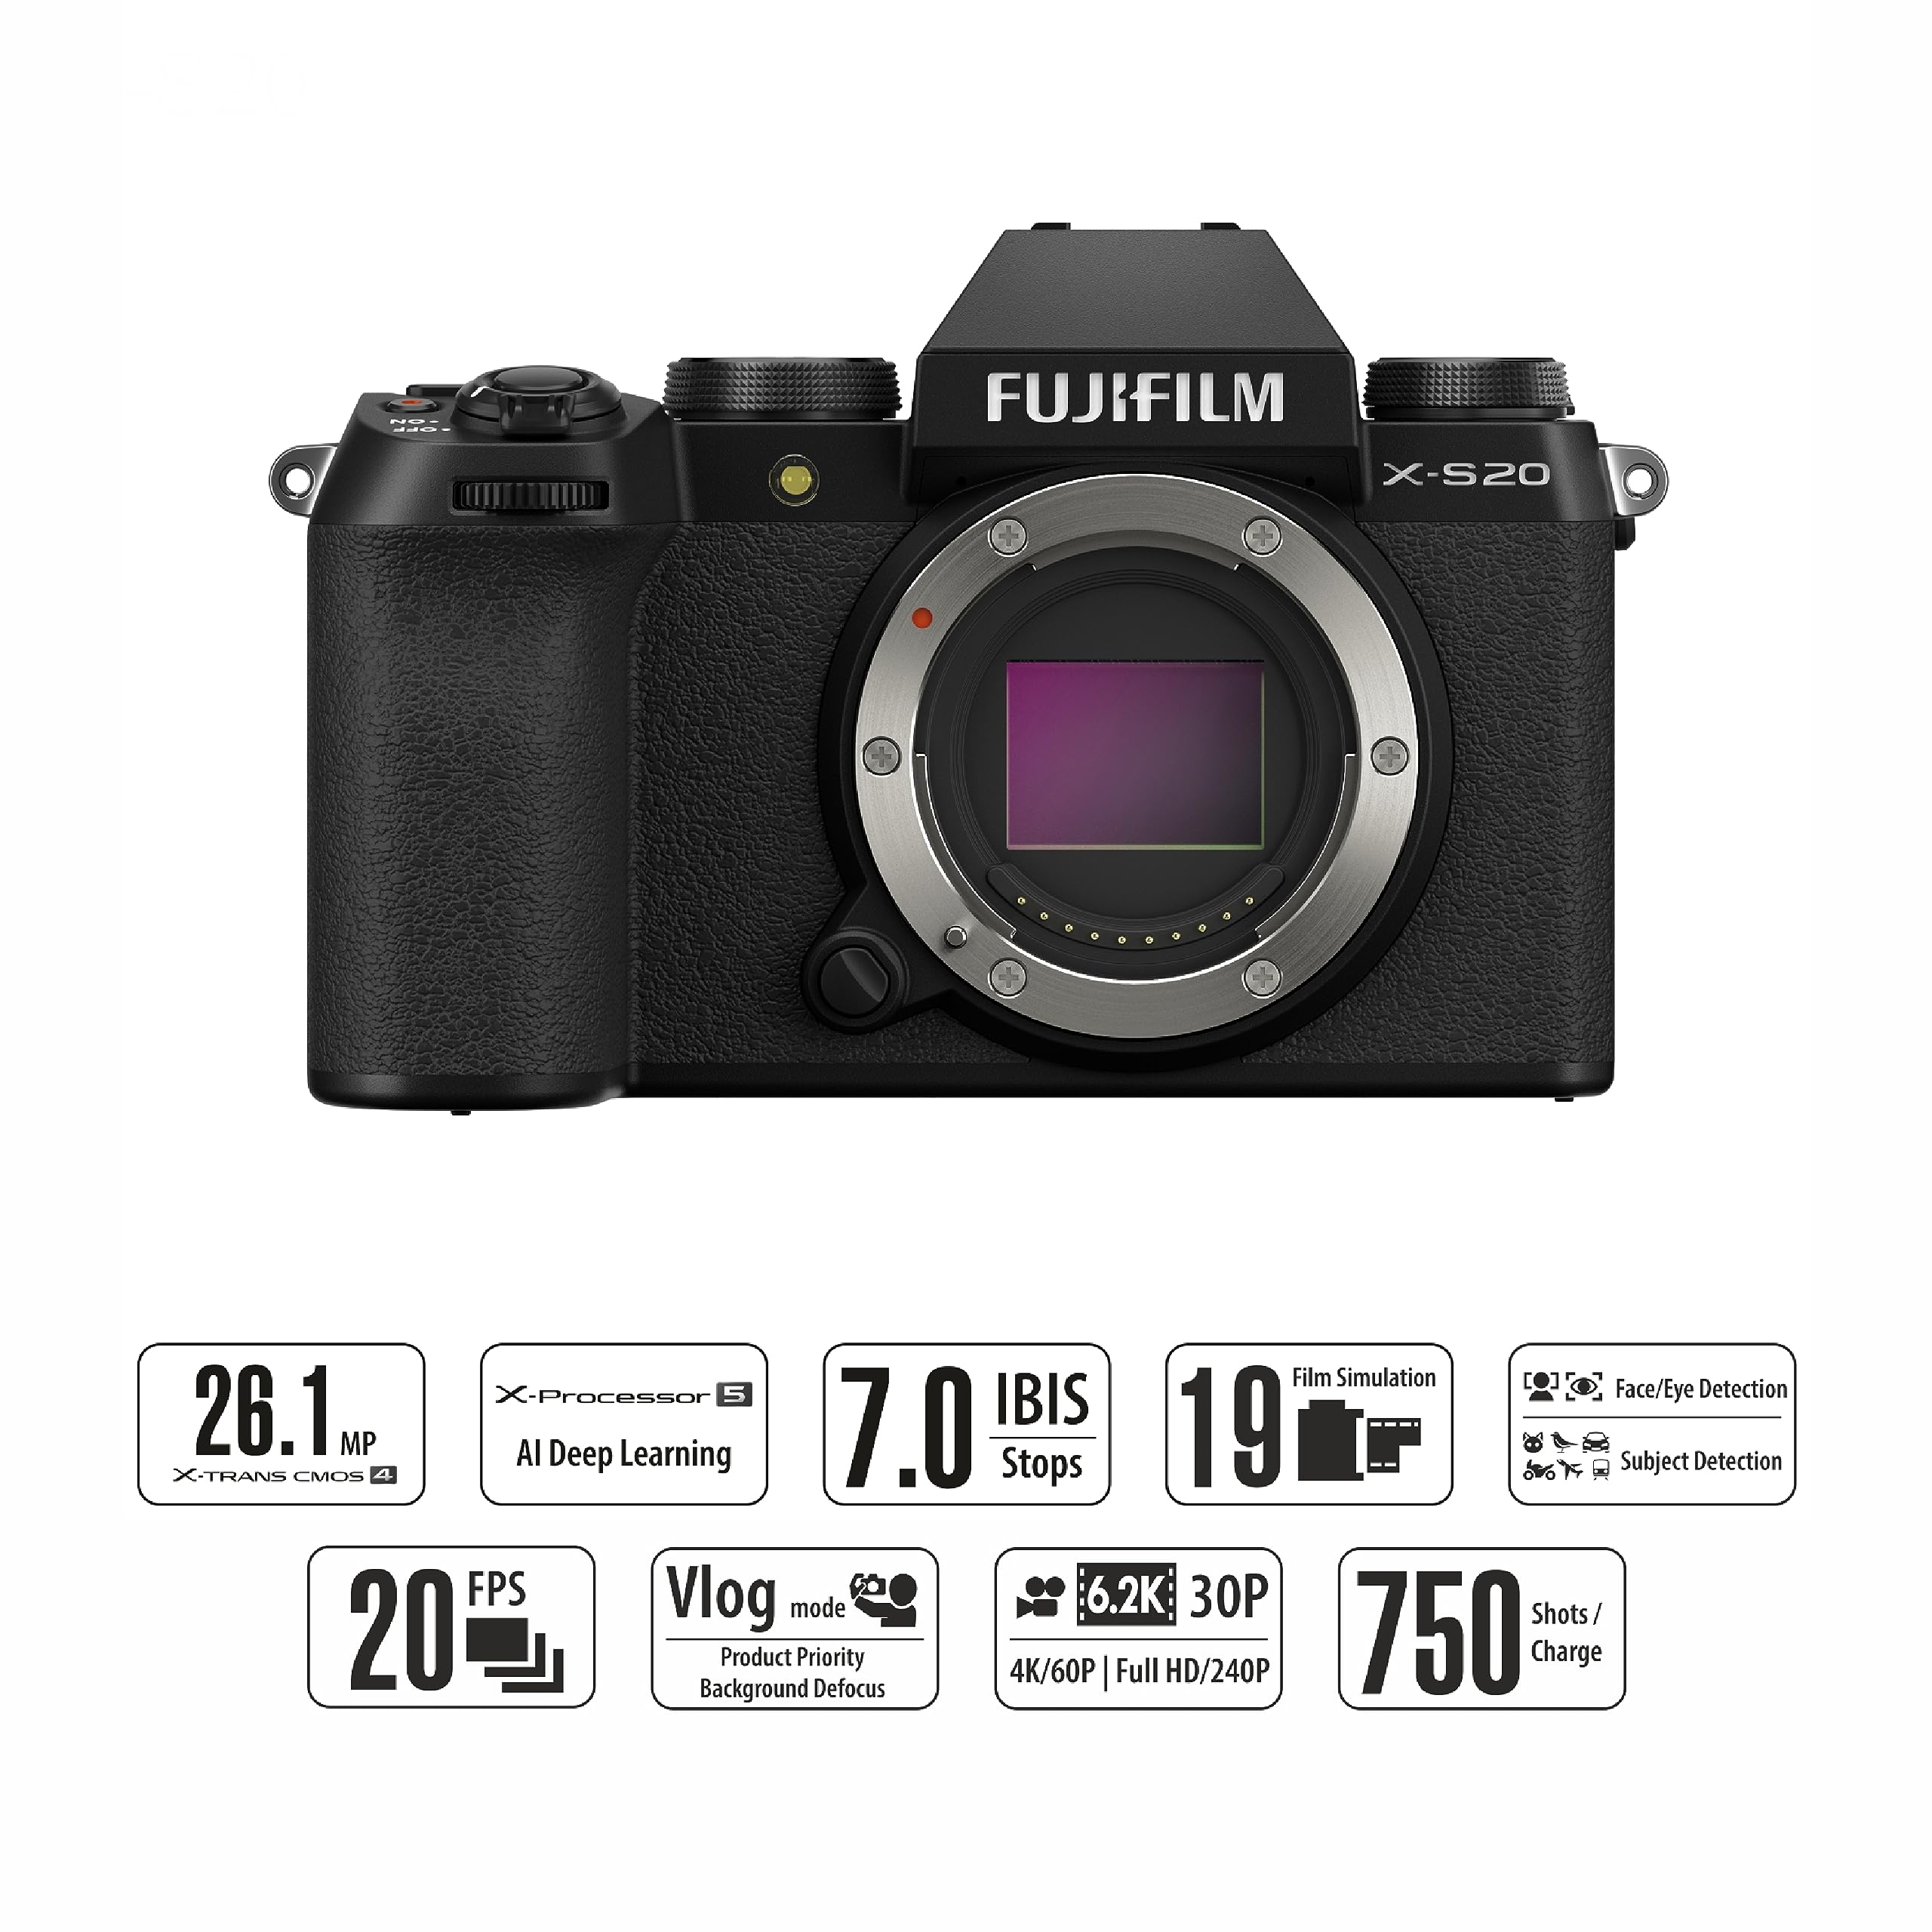 FUJIFILM
X-S20
ON
OFF
26.1 MP
X-TRANS CMOS 4
X-Processor 5
AI Deep Learning
7.0 IBIS
Stops
19 Film Simulation
Face/Eye Detection
Subject Detection
20 FPS
Vlog mode
Product Priority
Background Defocus
6.2K 30P
4K/60P | Full HD/240P
750 Shots /
Charge